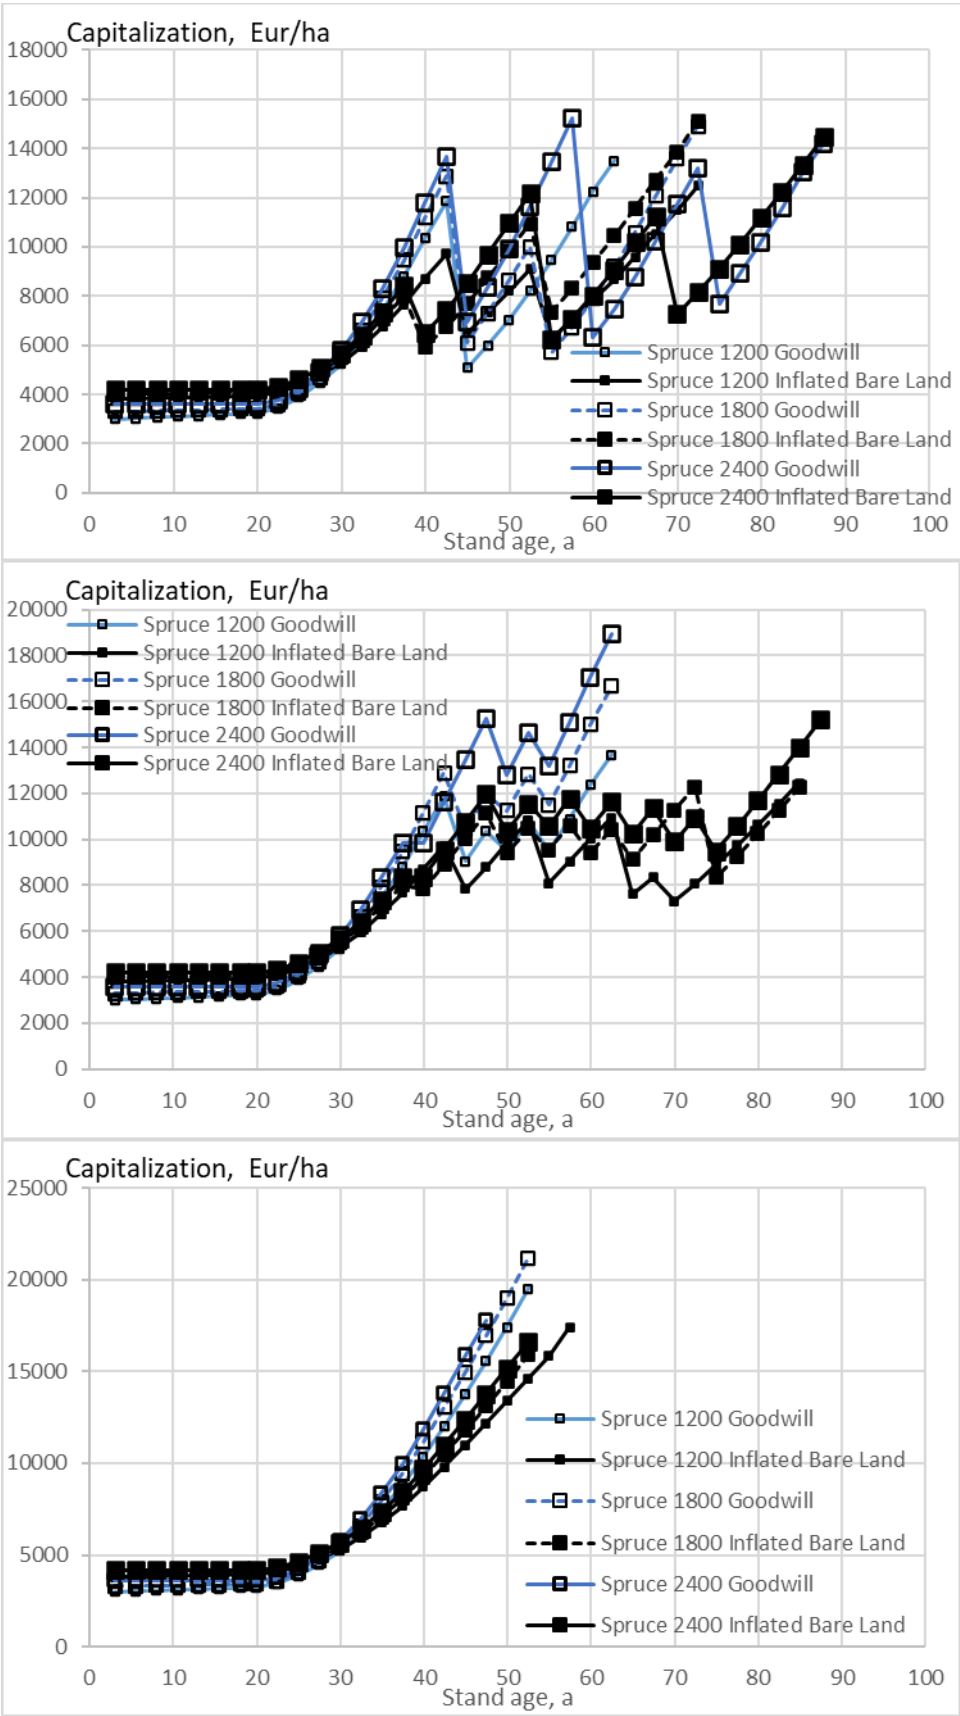 Capitalization, Eur/ha
18000
16000
14000
12000
10000
8000
6000
4000
2000
0
Spruce 1200 Goodwill
Spruce 1200 Inflated Bare Land
Spruce 1800 Goodwill
Spruce 1800 Inflated Bare Land
Spruce 2400 Goodwill
Spruce 2400 Inflated Bare Land
0 10 20 30 40 50 60 70 80 90 100
Stand age, a
Capitalization, Eur/ha
20000
18000
16000
14000
12000
10000
8000
6000
4000
2000
0
Spruce 1200 Goodwill
Spruce 1200 Inflated Bare Land
Spruce 1800 Goodwill
Spruce 1800 Inflated Bare Land
Spruce 2400 Goodwill
Spruce 2400 Inflated Bare Land
0 10 20 30 40 50 60 70 80 90 100
Stand age, a
Capitalization, Eur/ha
25000
20000
15000
10000
5000
0
Spruce 1200 Goodwill
Spruce 1200 Inflated Bare Land
Spruce 1800 Goodwill
Spruce 1800 Inflated Bare Land
Spruce 2400 Goodwill
Spruce 2400 Inflated Bare Land
0 10 20 30 40 50 60 70 80 90 100
Stand age, a